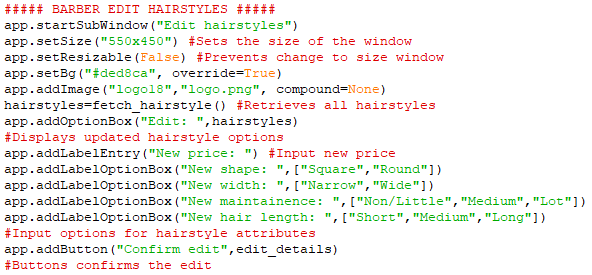 ##### BARBER EDIT HAIRSTYLES #####
app.startSubWindow("Edit hairstyles")
app.setSize("550x450") #Sets the size of the window
app.setResizable(False) #Prevents change to size window
app.setBg("#ded8ca", override=True)
app.addImage("logo18","logo.png", compound=None)
hairstyles=fetch_hairstyle() #Retrieves all hairstyles
app.addOptionBox("Edit: ",hairstyles)
#Displays updated hairstyle options
app.addLabelEntry("New price: ") #Input new price
app.addLabelOptionBox("New shape: ",["Square","Round"])
app.addLabelOptionBox("New width: ",["Narrow","Wide"])
app.addLabelOptionBox("New maintainence: ",["Non/Little","Medium","Lot"])
app.addLabelOptionBox("New hair length: ",["Short","Medium","Long"])
#Input options for hairstyle attributes
app.addButton("Confirm edit",edit_details)
#Buttons confirms the edit